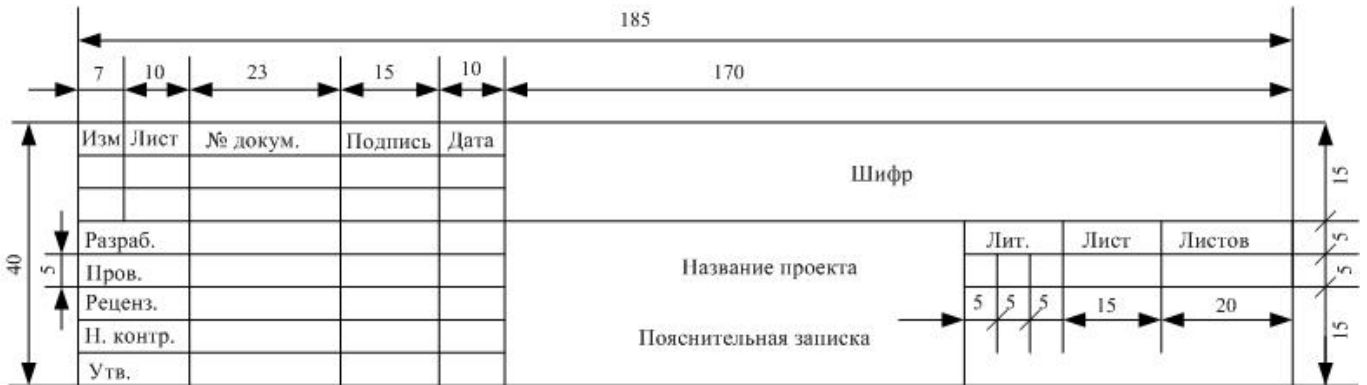 185
7 10 23 15 10 170
Изм Лист № докум. Подпись Дата
Шифр
15
Разраб. Лит. Лист Листов 5
40 5 Пров. Название проекта 5
Реценз. 5 5 5 15 20
Н. контр. Пояснительная записка 15
Утв.